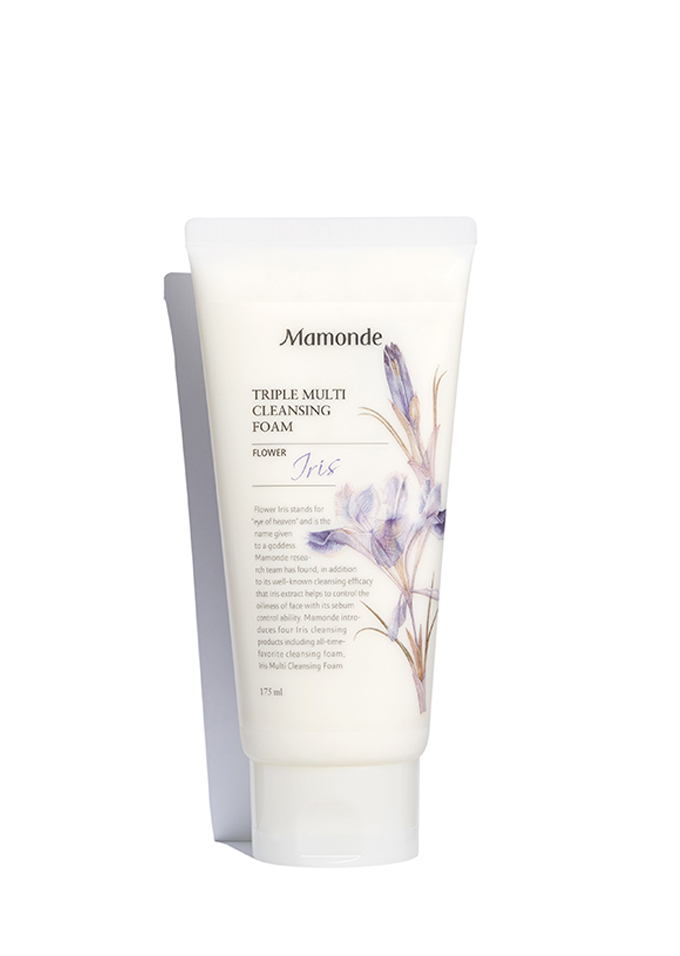 Mamonde
TRIPLE MULTI
CLEANSING
FOAM
FLOWER
Iris
Flower Iris stands for
"eye of heaven" and is the
name given
to a goddess.
Mamonde resea-
rch team has found, in addition
to its well-known cleansing efficacy
that iris extract helps to control the
oiliness of face with its sebum
control ability. Mamonde intro-
duces four Iris cleansing
products including all-time-
favorite cleansing foam,
Iris Multi Cleansing Foam
175 ml